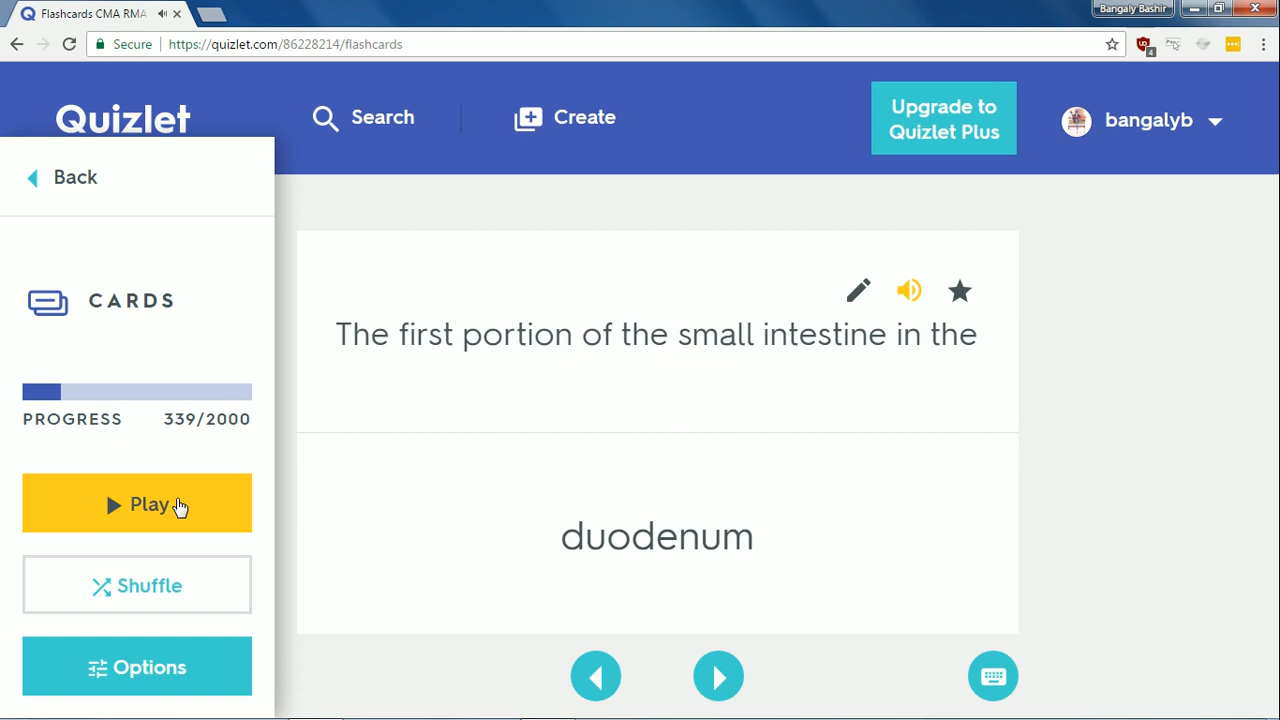 Flashcards CMA RMA
Bangaly Bashir
Secure
https://quizlet.com/86228214/flashcards
4
Quizlet
Search
Create
Upgrade to
Quizlet Plus
bangalyb
Back
CARDS
PROGRESS 339/2000
Play
Shuffle
Options
The first portion of the small intestine in the
duodenum